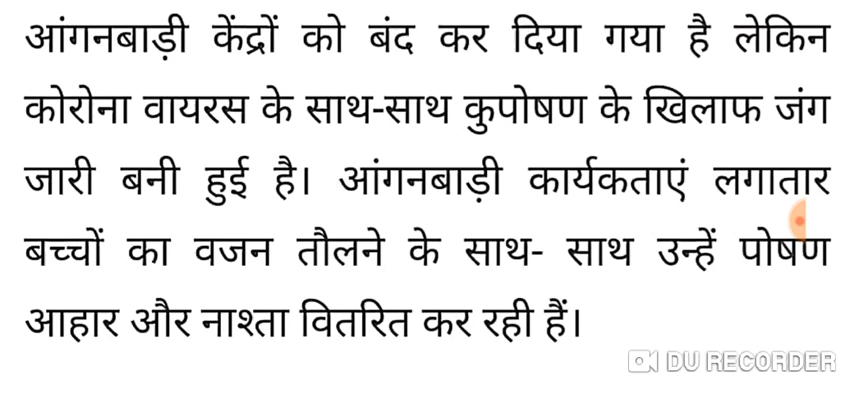 आंगनबाड़ी केंद्रों को बंद कर दिया गया है लेकिन
कोरोना वायरस के साथ-साथ कुपोषण के खिलाफ जंग
जारी बनी हुई है। आंगनबाड़ी कार्यकताएं लगातार
बच्चों का वजन तौलने के साथ- साथ उन्हें पोषण
आहार और नाश्ता वितरित कर रही हैं।
DU RECORDER